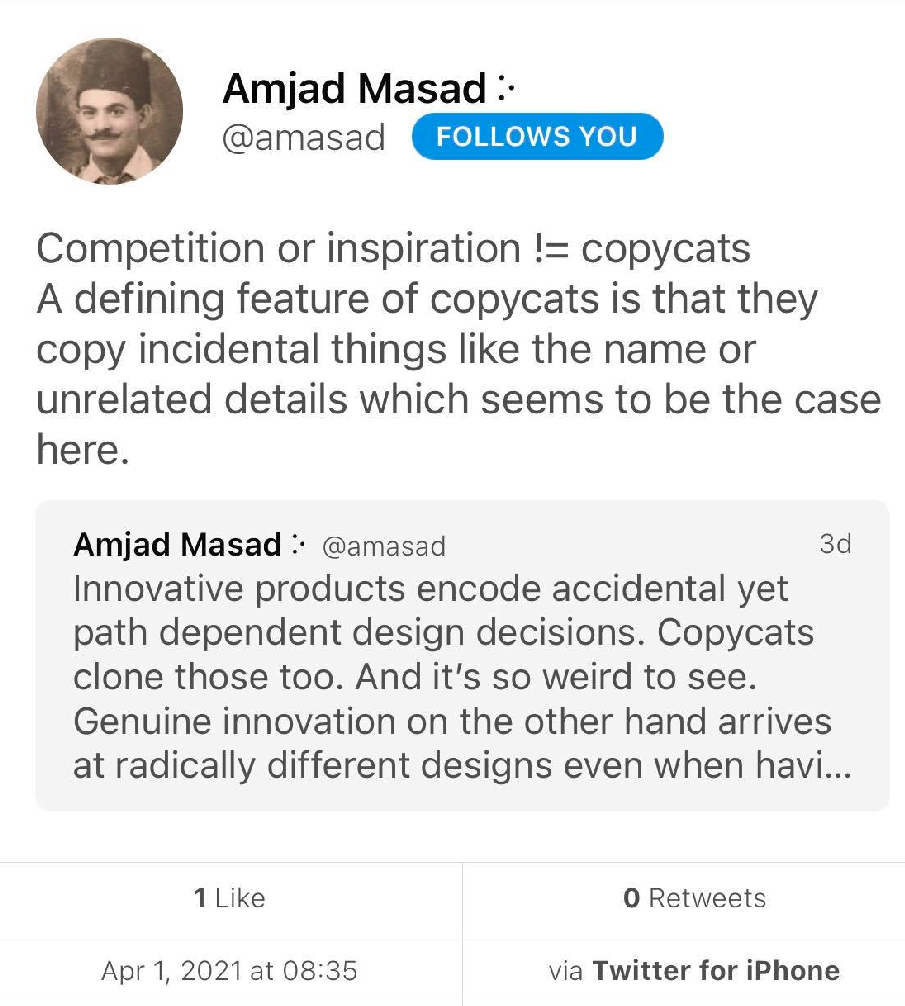 Amjad Masad ⠕
@amasad FOLLOWS YOU
Competition or inspiration != copycats
A defining feature of copycats is that they
copy incidental things like the name or
unrelated details which seems to be the case
here.
Amjad Masad ⠕ @amasad 3d
Innovative products encode accidental yet
path dependent design decisions. Copycats
clone those too. And it’s so weird to see.
Genuine innovation on the other hand arrives
at radically different designs even when havi...
1 Like
0 Retweets
Apr 1, 2021 at 08:35
via Twitter for iPhone